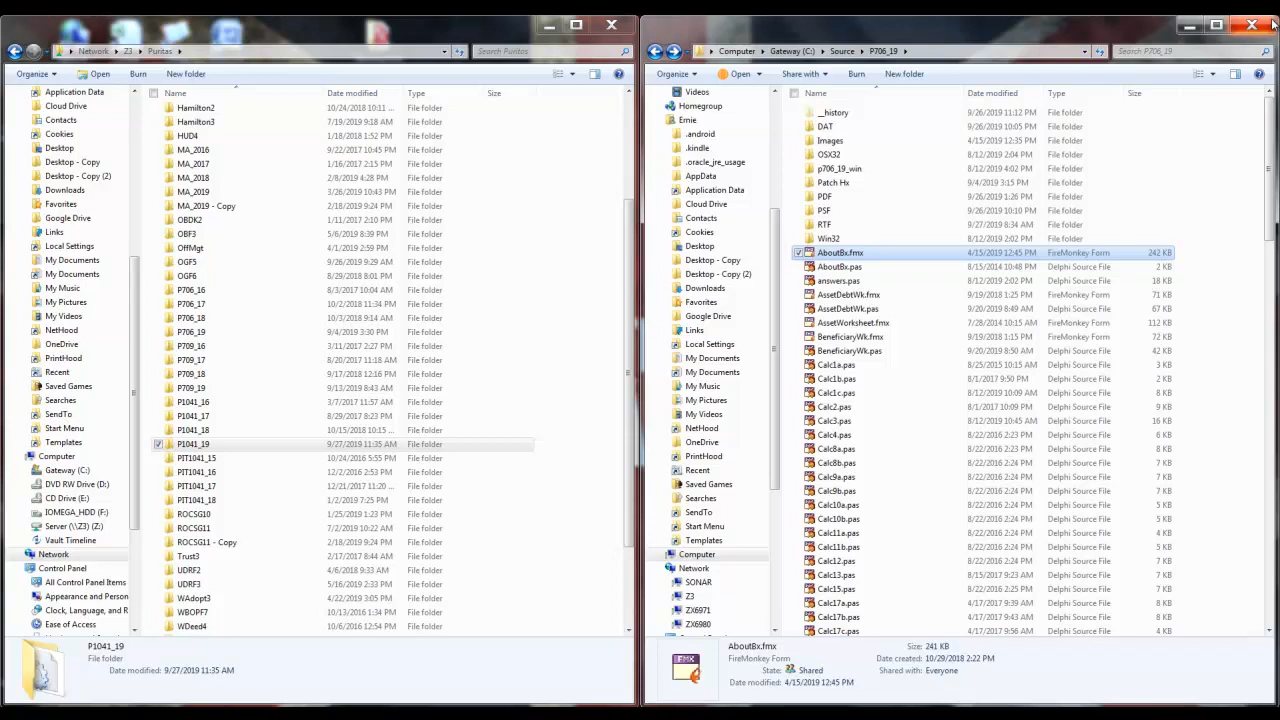 Network ▸ Z3 ▸ Puritas ▸
Search Puritas
Organize
Open
Burn
New folder
Application Data
Cloud Drive
Contacts
Cookies
Desktop
Desktop - Copy
Desktop - Copy (2)
Downloads
Favorites
Google Drive
Links
Local Settings
My Documents
My Documents
My Music
My Pictures
My Videos
NetHood
OneDrive
PrintHood
Recent
Saved Games
Searches
SendTo
Start Menu
Templates
Computer
Gateway (C:)
DVD RW Drive (D:)
CD Drive (E:)
IOMEGA_HDD (F:)
Server (\\Z3) (Z:)
Vault Timeline
Network
Control Panel
All Control Panel Items
Appearance and Person
Clock, Language, and R
Ease of Access
Name Date modified Type Size
Hamilton2 10/24/2018 10:11 ... File folder
Hamilton3 7/19/2019 9:18 AM File folder
HUD4 1/18/2018 1:52 PM File folder
MA_2016 9/22/2017 10:45 PM File folder
MA_2017 1/16/2017 2:15 PM File folder
MA_2018 2/8/2019 4:28 PM File folder
MA_2019 3/26/2019 10:43 PM File folder
MA_2019 - Copy 2/18/2019 9:24 PM File folder
OBDK2 1/11/2017 2:10 PM File folder
OBF3 5/6/2019 8:39 PM File folder
OffMgt 4/1/2019 2:59 PM File folder
OGF5 9/26/2019 9:29 AM File folder
OGF6 8/29/2018 8:01 PM File folder
P706_16 8/3/2017 10:04 AM File folder
P706_17 10/2/2018 11:34 PM File folder
P706_18 10/3/2018 9:14 AM File folder
P706_19 9/4/2019 3:30 PM File folder
P709_16 3/11/2017 2:27 PM File folder
P709_17 8/20/2017 11:18 AM File folder
P709_18 9/17/2018 12:16 PM File folder
P709_19 9/13/2019 8:43 AM File folder
P1041_16 3/7/2017 11:57 AM File folder
P1041_17 8/29/2017 8:23 PM File folder
P1041_18 10/15/2018 10:15 ... File folder
P1041_19 9/27/2019 11:35 AM File folder
PIT1041_15 10/24/2016 5:55 PM File folder
PIT1041_16 12/2/2016 2:53 PM File folder
PIT1041_17 12/21/2017 11:20 ... File folder
PIT1041_18 1/2/2019 7:25 PM File folder
ROCSG10 1/25/2019 1:23 PM File folder
ROCSG11 7/2/2019 10:22 AM File folder
ROCSG11 - Copy 2/18/2019 9:24 PM File folder
Trust3 2/17/2017 8:44 AM File folder
UDRF2 4/6/2018 9:33 AM File folder
UDRF3 5/16/2019 2:33 PM File folder
WAdopt3 4/22/2019 3:05 PM File folder
WBOPF7 10/13/2016 1:34 PM File folder
WDeed4 10/6/2016 12:54 PM File folder
P1041_19
File folder
Date modified: 9/27/2019 11:35 AM
Computer ▸ Gateway (C:) ▸ Source ▸ P706_19 ▸
Search P706_19
Organize
Open
Share with
Burn
New folder
Videos
Homegroup
Ernie
.android
.kindle
.oracle_jre_usage
AppData
Application Data
Cloud Drive
Contacts
Cookies
Desktop
Desktop - Copy
Desktop - Copy (2)
Downloads
Favorites
Google Drive
Links
Local Settings
My Documents
My Documents
My Music
My Pictures
My Videos
NetHood
OneDrive
PrintHood
Recent
Saved Games
Searches
SendTo
Start Menu
Templates
Computer
Network
SONAR
Z3
ZX6971
ZX6980
Name Date modified Type Size
__history 9/26/2019 11:12 PM File folder
DAT 9/26/2019 10:05 AM File folder
Images 4/15/2019 12:35 PM File folder
OSX32 8/12/2019 2:04 PM File folder
p706_19_win 8/12/2019 4:02 PM File folder
Patch Hx 9/4/2019 3:15 PM File folder
PDF 9/26/2019 1:26 PM File folder
PSF 9/26/2019 10:10 AM File folder
RTF 9/27/2019 8:34 AM File folder
Win32 8/12/2019 2:02 PM File folder
AboutBx.fmx 4/15/2019 12:45 PM FireMonkey Form 242 KB
AboutBx.pas 8/15/2014 10:48 PM Delphi Source File 2 KB
answers.pas 8/12/2019 2:02 PM Delphi Source File 18 KB
AssetDebtWk.fmx 9/19/2018 1:25 PM FireMonkey Form 71 KB
AssetDebtWk.pas 9/20/2014 8:49 AM Delphi Source File 67 KB
AssetWorksheet.fmx 7/28/2014 10:15 AM FireMonkey Form 112 KB
BeneficiaryWk.fmx 9/19/2018 1:15 PM FireMonkey Form 72 KB
BeneficiaryWk.pas 9/20/2014 8:50 AM Delphi Source File 42 KB
Calc1a.pas 8/25/2015 10:15 AM Delphi Source File 3 KB
Calc1b.pas 8/1/2017 9:50 PM Delphi Source File 2 KB
Calc1c.pas 8/12/2019 10:09 AM Delphi Source File 8 KB
Calc2.pas 8/1/2017 10:09 PM Delphi Source File 9 KB
Calc3.pas 8/12/2019 10:45 AM Delphi Source File 16 KB
Calc4.pas 8/22/2016 2:23 PM Delphi Source File 6 KB
Calc8a.pas 8/22/2016 2:23 PM Delphi Source File 7 KB
Calc8b.pas 8/22/2016 2:24 PM Delphi Source File 7 KB
Calc9a.pas 8/22/2016 2:24 PM Delphi Source File 7 KB
Calc9b.pas 8/22/2016 2:24 PM Delphi Source File 7 KB
Calc10a.pas 8/22/2016 2:24 PM Delphi Source File 5 KB
Calc10b.pas 8/22/2016 2:24 PM Delphi Source File 5 KB
Calc11a.pas 8/22/2016 2:24 PM Delphi Source File 4 KB
Calc11b.pas 8/22/2016 2:24 PM Delphi Source File 7 KB
Calc12.pas 8/22/2016 2:24 PM Delphi Source File 7 KB
Calc13.pas 8/15/2017 9:23 AM Delphi Source File 7 KB
Calc15.pas 8/22/2016 2:24 PM Delphi Source File 7 KB
Calc17a.pas 4/17/2017 9:39 AM Delphi Source File 8 KB
Calc17b.pas 4/17/2017 9:43 AM Delphi Source File 8 KB
Calc17c.pas 4/17/2017 9:56 AM Delphi Source File 4 KB
AboutBx.fmx
FireMonkey Form
State: Shared
Date modified: 4/15/2019 12:45 PM
Size: 241 KB
Date created: 10/29/2018 2:22 PM
Shared with: Everyone
FMX